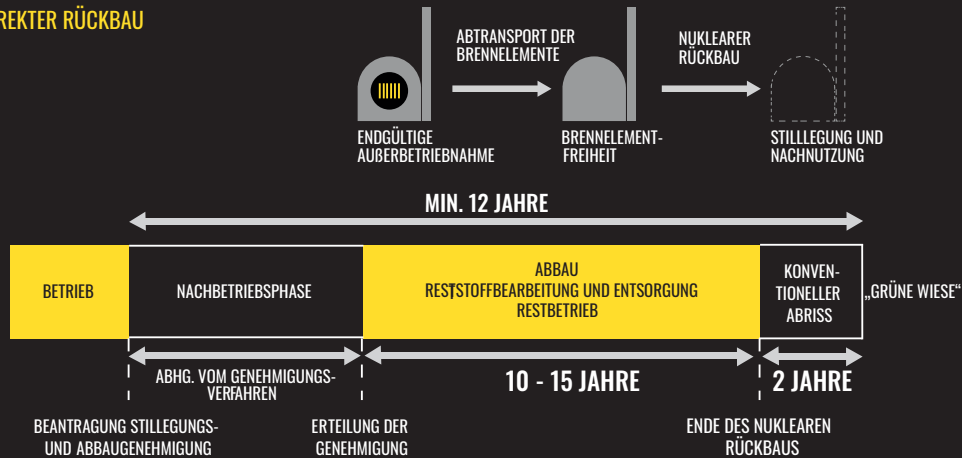 REKTER RÜCKBAU
ABTRANSPORT DER
BRENNELEMENTE
NUKLEARER
RÜCKBAU
ENDGÜLTIGE
AUßERBETRIEBNAHME
BRENNELEMENT-
FREIHEIT
STILLLEGUNG UND
NACHNUTZUNG
MIN. 12 JAHRE
BETRIEB
NACHBETRIEBSPHASE
ABBAU
RESTSTOFFBEARBEITUNG UND ENTSORGUNG
RESTBETRIEB
KONVEN-
TIONELLER
ABRISS
„GRÜNE WIESE“
ABHG. VOM GENEHMIGUNGS-
VERFAHREN
10 - 15 JAHRE
2 JAHRE
BEANTRAGUNG STILLEGUNGS-
UND ABBAUGENEHMIGUNG
ERTEILUNG DER
GENEHMIGUNG
ENDE DES NUKLEAREN
RÜCKBAUS